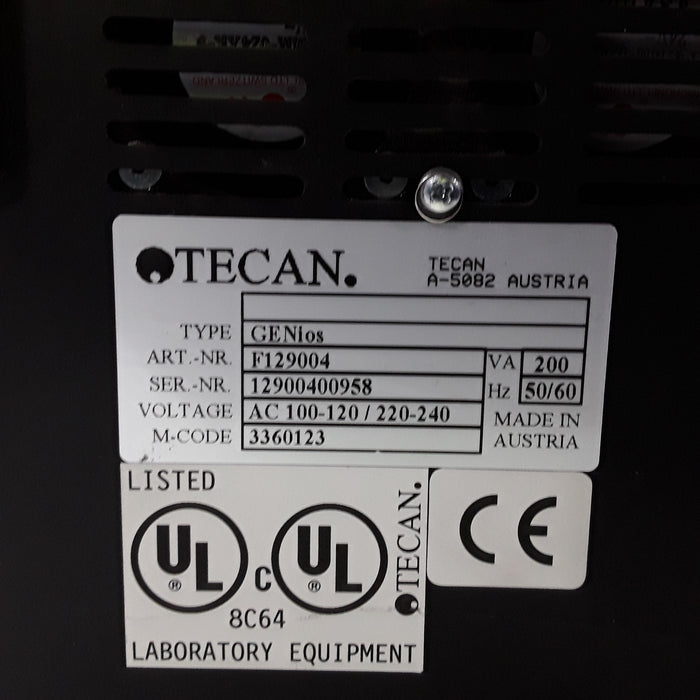 TECAN.
TECAN
A-5082 AUSTRIA
TYPE GENios
ART.-NR. F129004 VA 200
SER.-NR. 12900400958 Hz 50/60
VOLTAGE AC 100-120 / 220-240 MADE IN
M-CODE 3360123 AUSTRIA
LISTED
UL® C UL®
8C64
TECAN.
LABORATORY EQUIPMENT
CE